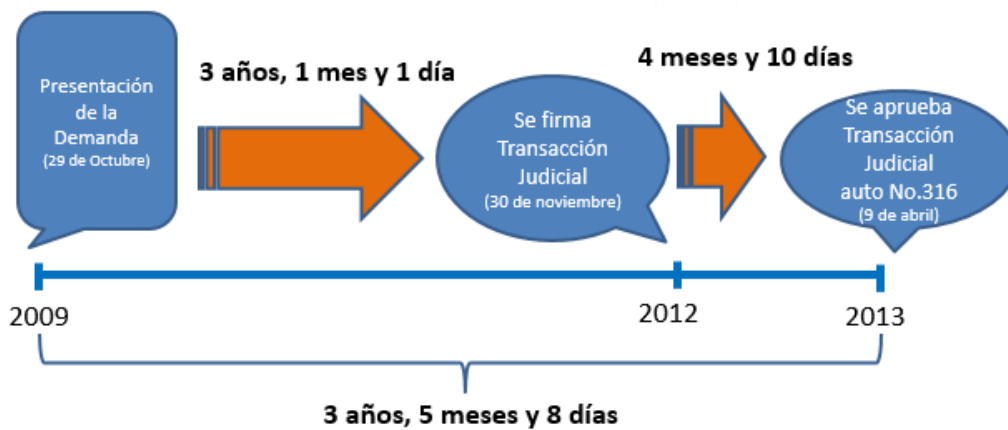 Presentación
de la
Demanda
(29 de Octubre)
3 años, 1 mes y 1 día
Se firma
Transacción
Judicial
(30 de noviembre)
4 meses y 10 días
Se aprueba
Transacción
Judicial
auto No.316
(9 de abril)
2009
2012
2013
3 años, 5 meses y 8 días